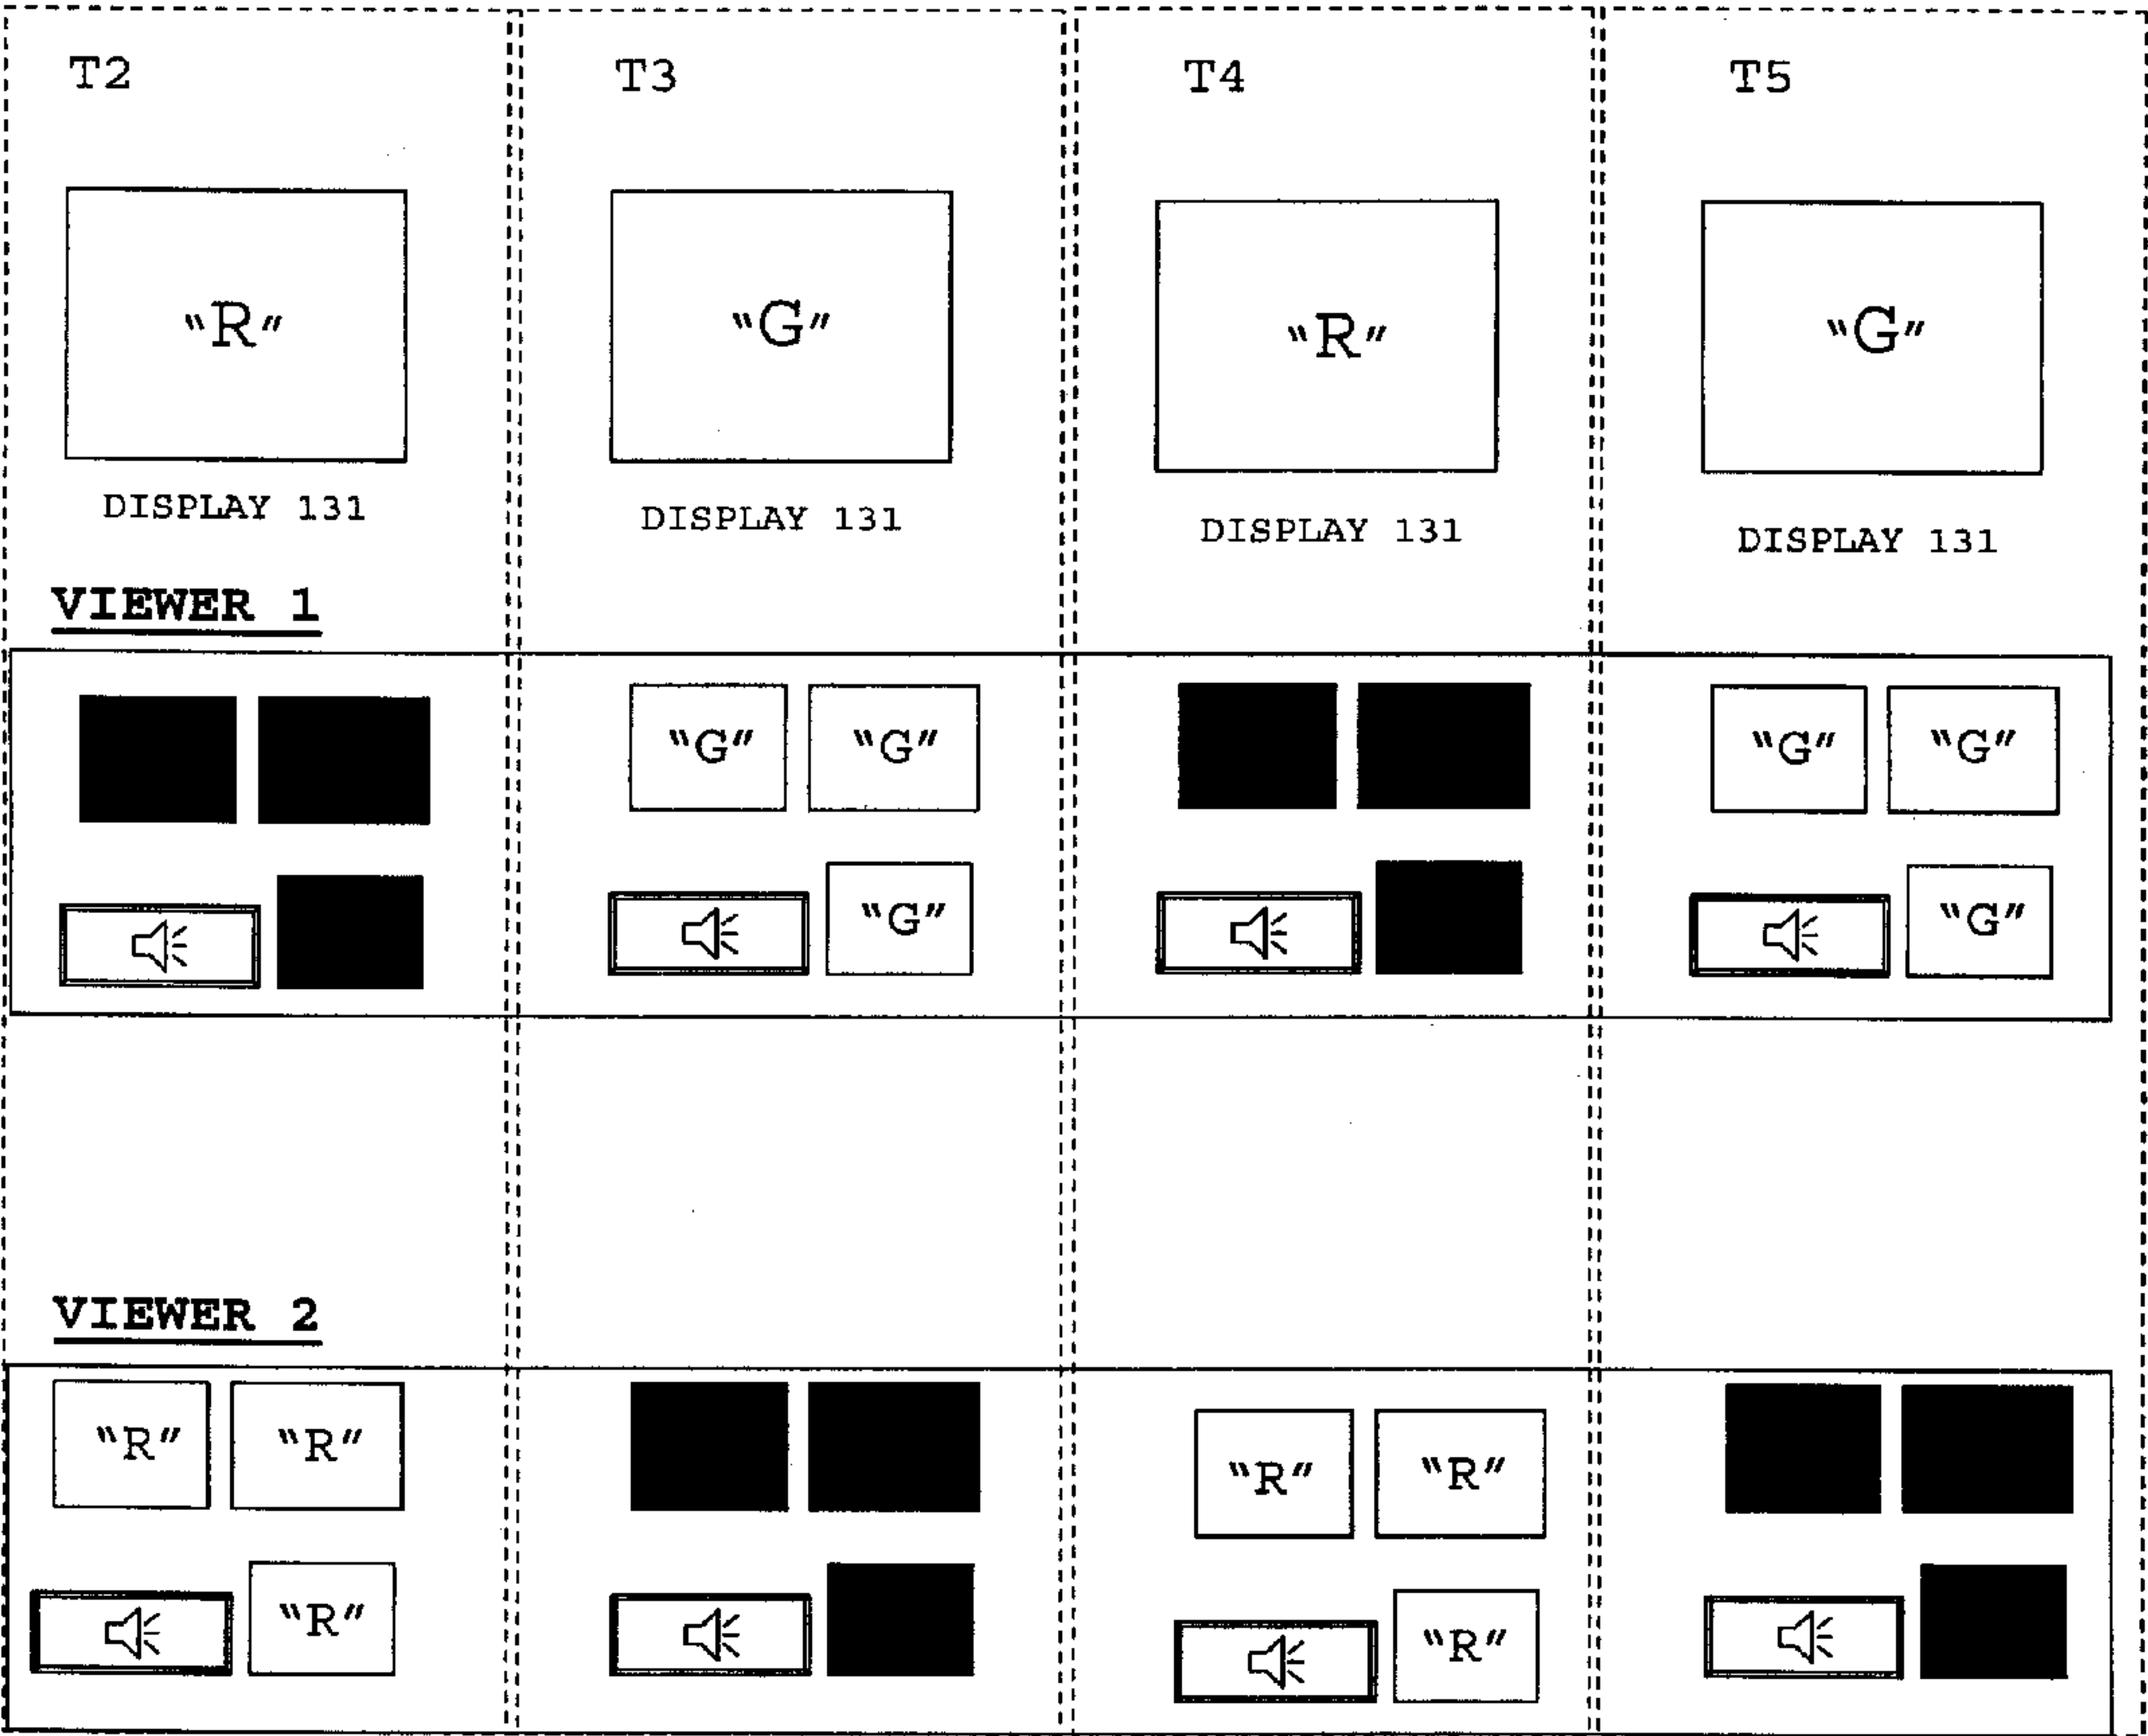 T2 T3 T4 T5
“R” “G” “R” “G”
DISPLAY 131 DISPLAY 131 DISPLAY 131 DISPLAY 131
VIEWER 1
“G” “G” “G” “G”
“G” “G”
VIEWER 2
“R” “R” “R” “R”
“R” “R”